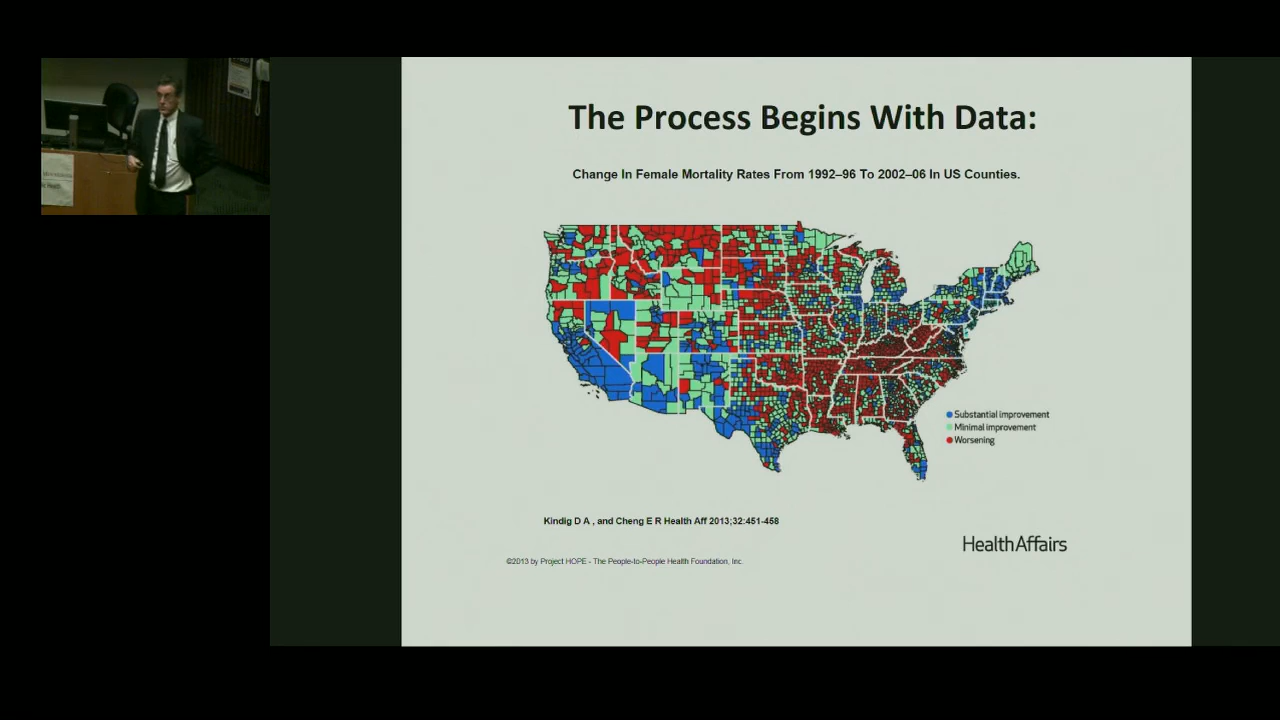 The Process Begins With Data:
Change In Female Mortality Rates From 1992–96 To 2002–06 In US Counties.
Substantial improvement
Minimal improvement
Worsening
Kindig D A , and Cheng E R Health Aff 2013;32:451-458
HealthAffairs
©2013 by Project HOPE - The People-to-People Health Foundation, Inc.